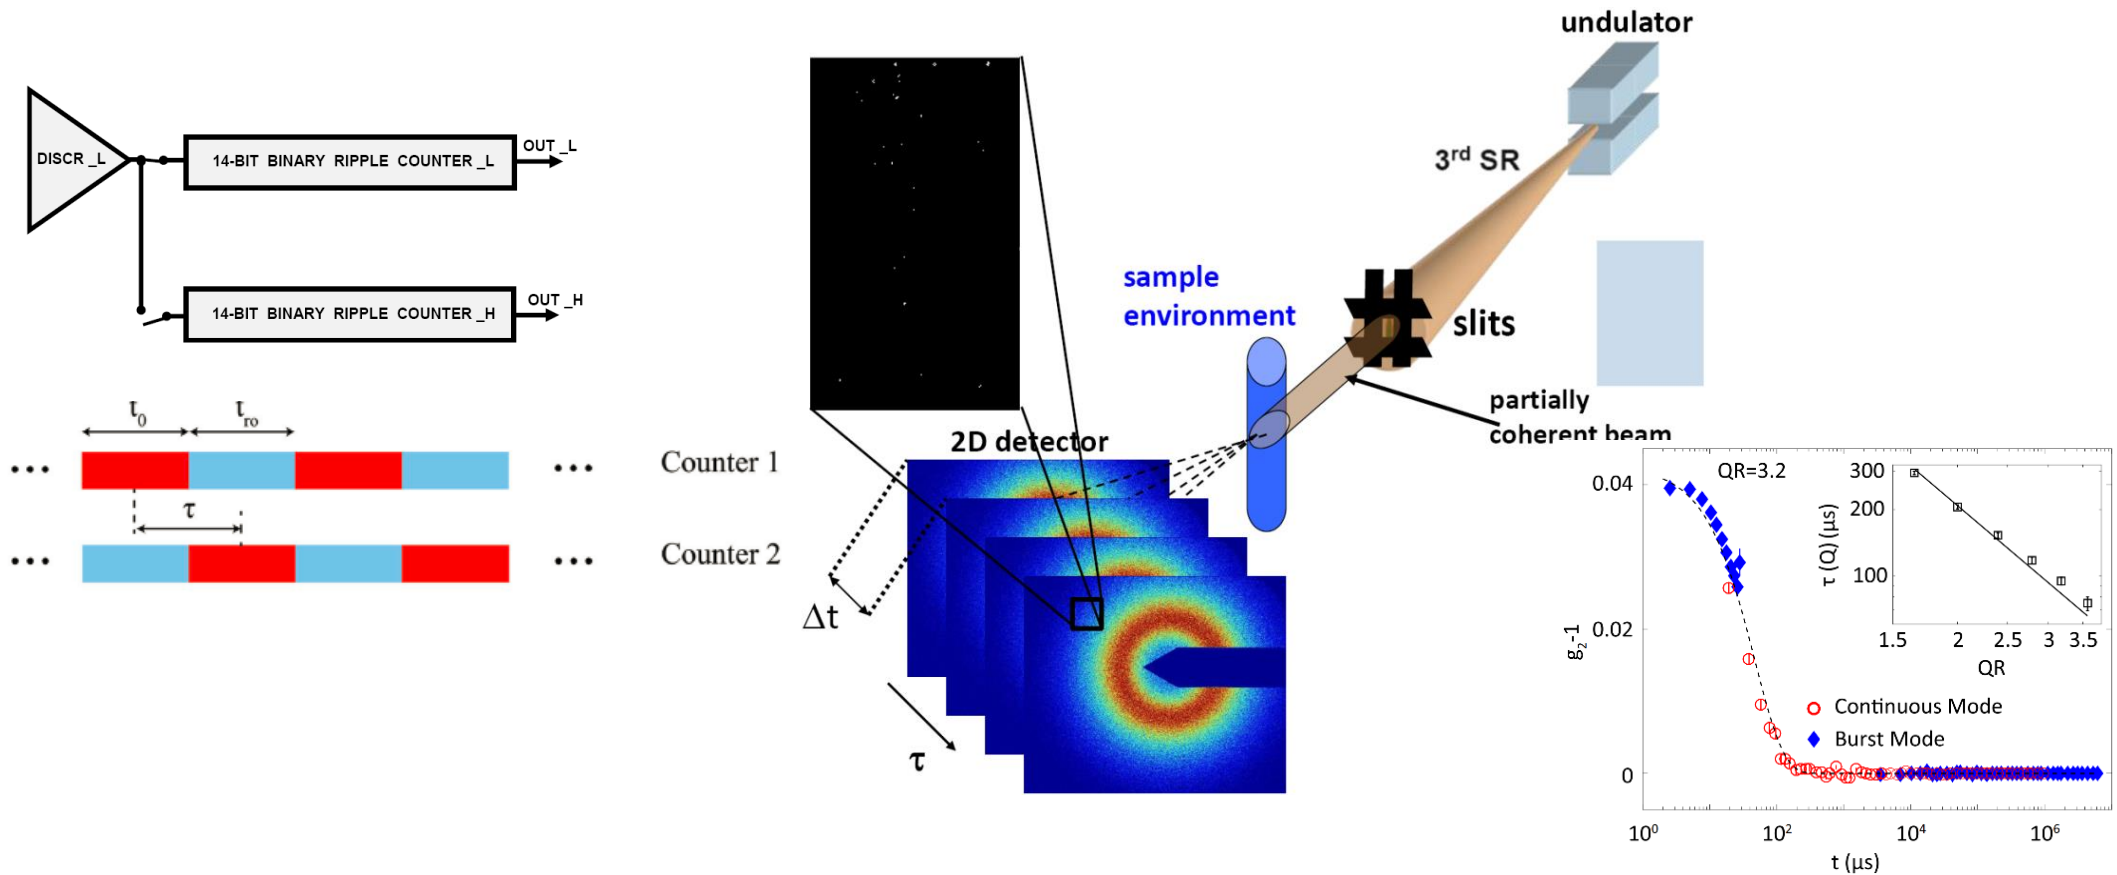 DISCR _L
14-BIT BINARY RIPPLE COUNTER _L
OUT _L
14-BIT BINARY RIPPLE COUNTER _H
OUT _H
τ0
τro
••• ••• Counter 1
τ
••• ••• Counter 2
undulator
3rd SR
sample
environment
slits
partially
coherent beam
2D detector
Δt
τ
QR=3.2
0.04
0.02
0
g2-1
10^0 10^2 10^4 10^6
t (μs)
300
200
100
τ (Q) (μs)
1.5 2 2.5 3 3.5
QR
Continuous Mode
Burst Mode